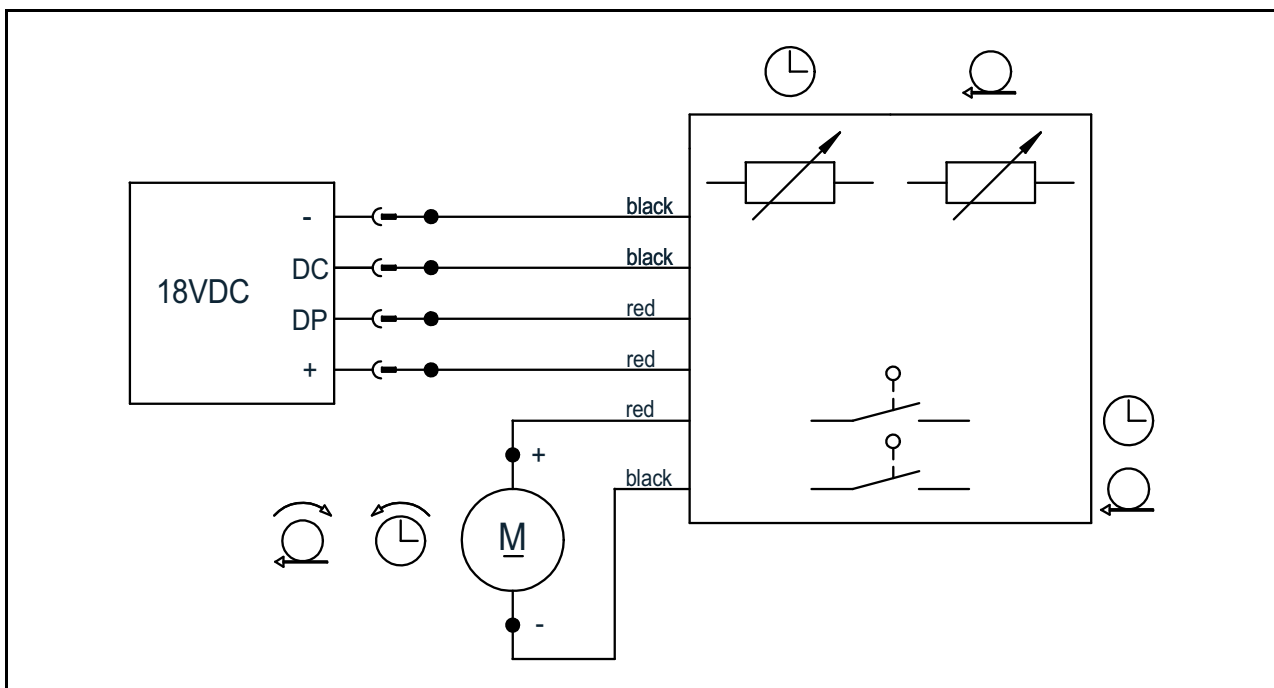 - black
DC black
18VDC
DP red
+ red
red
+
black
M
-